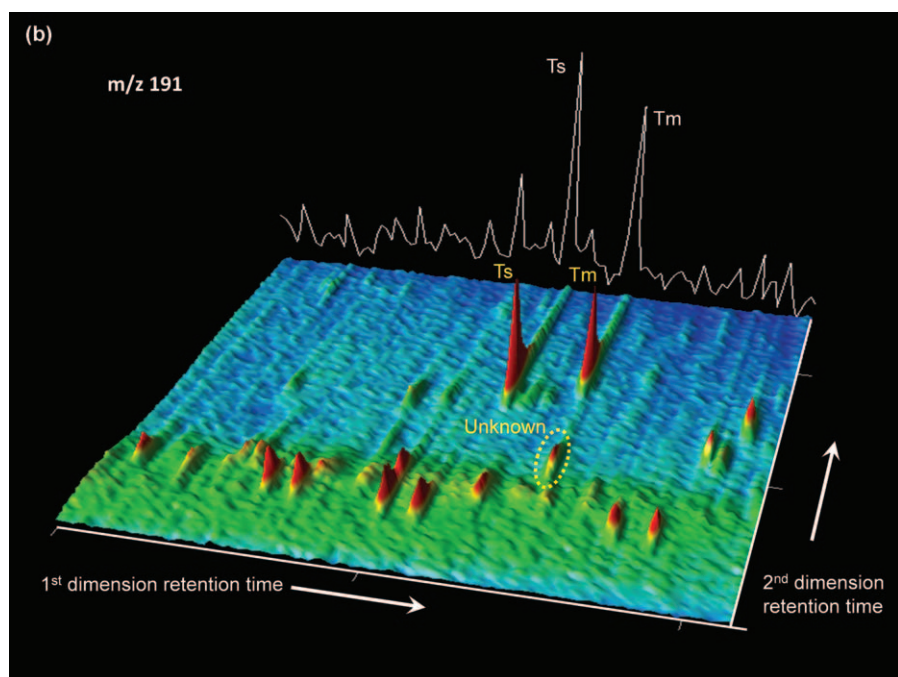 (b)
m/z 191
Ts
Tm
Ts
Tm
Unknown
1st dimension retention time
2nd dimension
retention time